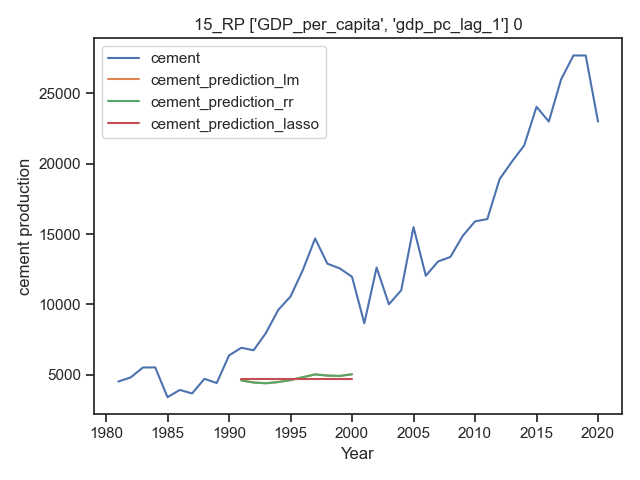 15_RP ['GDP_per_capita', 'gdp_pc_lag_1'] 0
cement
cement_prediction_lm
cement_prediction_rr
cement_prediction_lasso
cement production
25000
20000
15000
10000
5000
1980 1985 1990 1995 2000 2005 2010 2015 2020
Year